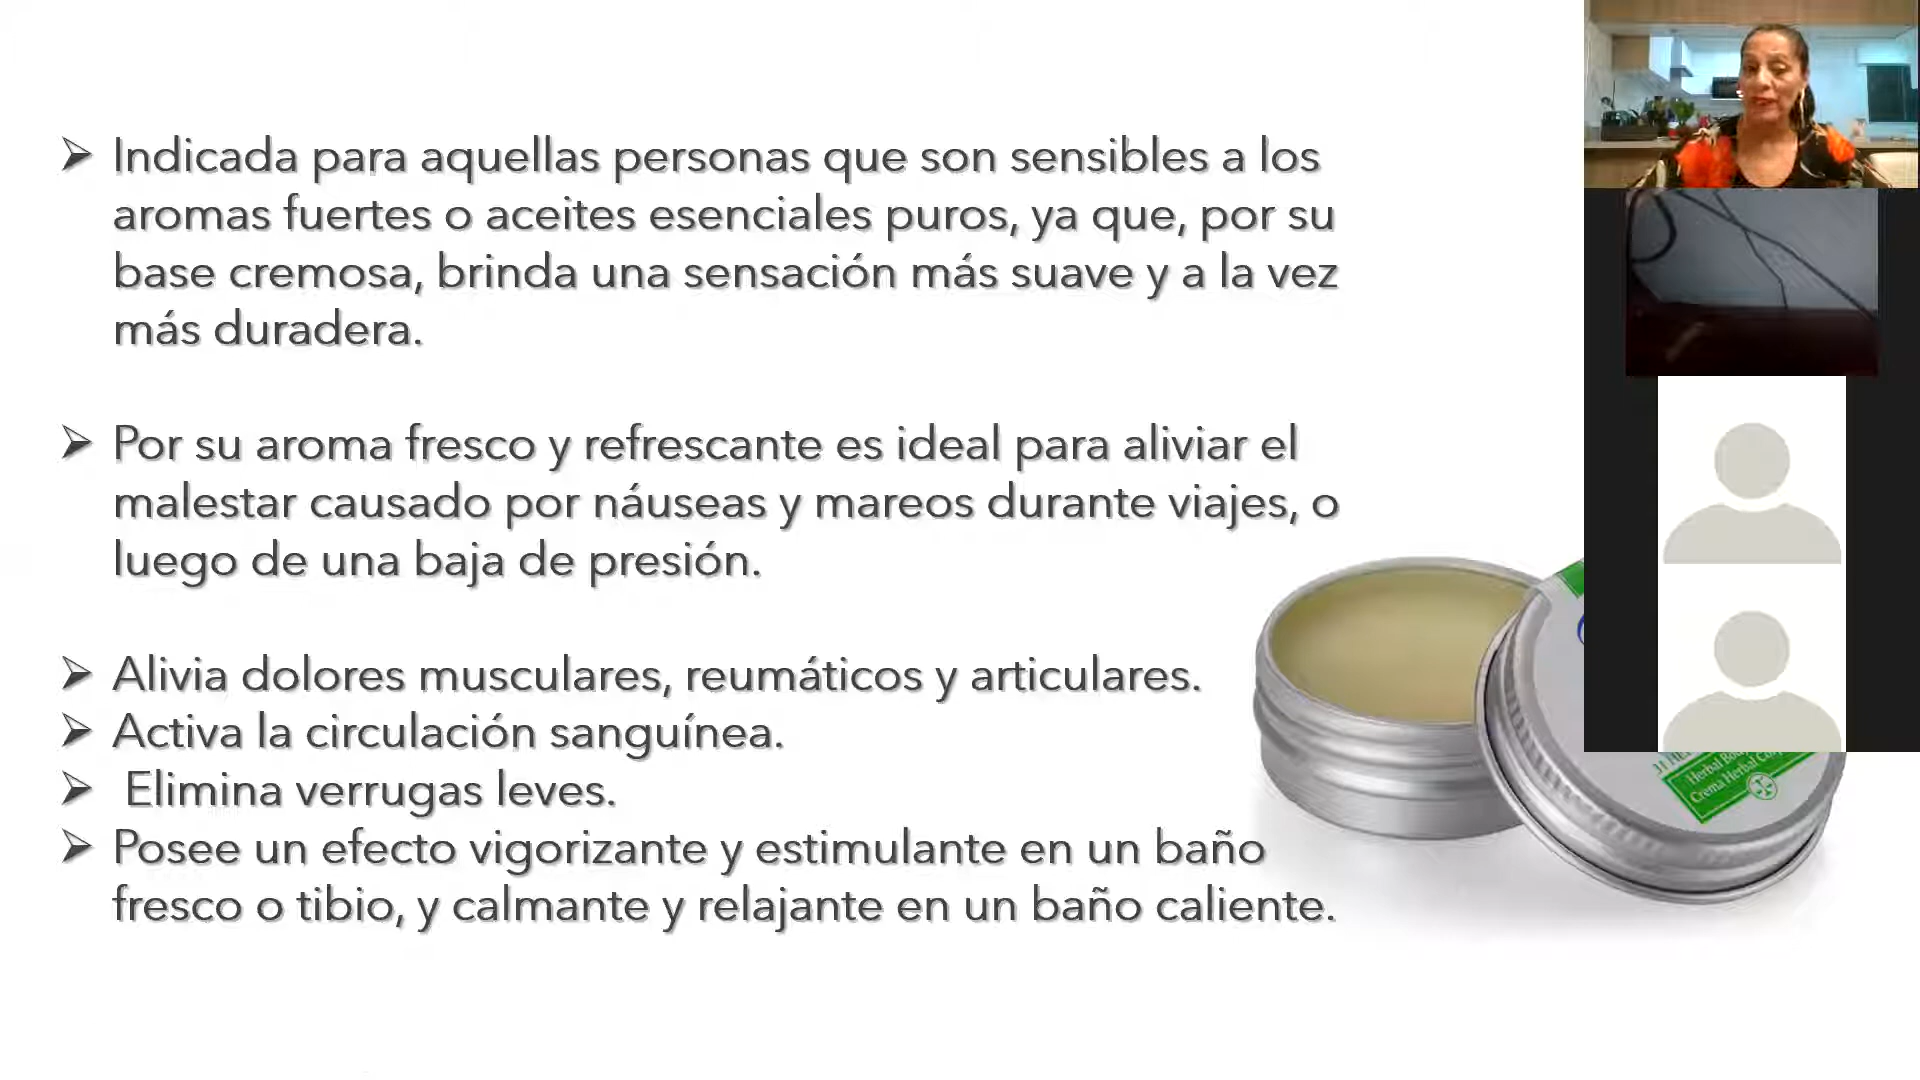 ➢ Indicada para aquellas personas que son sensibles a los
aromas fuertes o aceites esenciales puros, ya que, por su
base cremosa, brinda una sensación más suave y a la vez
más duradera.
➢ Por su aroma fresco y refrescante es ideal para aliviar el
malestar causado por náuseas y mareos durante viajes, o
luego de una baja de presión.
➢ Alivia dolores musculares, reumáticos y articulares.
➢ Activa la circulación sanguínea.
➢ Elimina verrugas leves.
➢ Posee un efecto vigorizante y estimulante en un baño
fresco o tibio, y calmante y relajante en un baño caliente.
Herbal
Crema Herbal